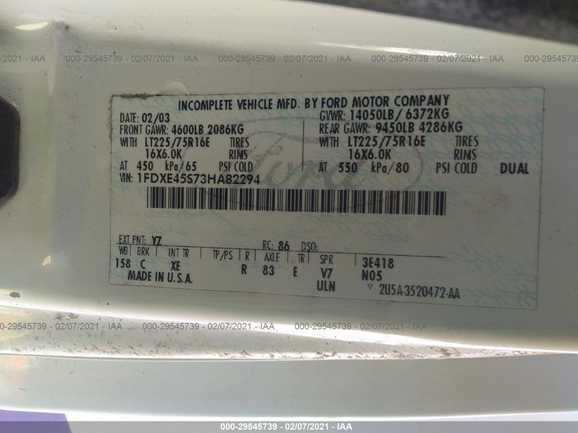 000-29545739 - 02/07/2021 - IAA
INCOMPLETE VEHICLE MFD. BY FORD MOTOR COMPANY
DATE: 02/03 GVWR: 14050LB/ 6372KG
FRONT GAWR: 4600LB 2086KG REAR GAWR: 9450LB 4286KG
WITH LT225/75R16E TIRES WITH LT225/75R16E TIRES
16X6.0K RIMS 16X6.0K RIMS
AT 450 kPa/65 PSI COLD AT 550 kPa/80 PSI COLD DUAL
VIN: 1FDXE45S73HA82294
Ford
EXT PNT: YZ RC: 86 DSO:
WB BRK INT TR TP/PS R AXLE TR SPR 3E418
158 C XE R 83 E V7 N05
MADE IN U.S.A. ULN 2U5A-3520472-AA
000-29545739 - 02/07/2021 - IAA
000-29545739 - 02/07/2021 - IAA